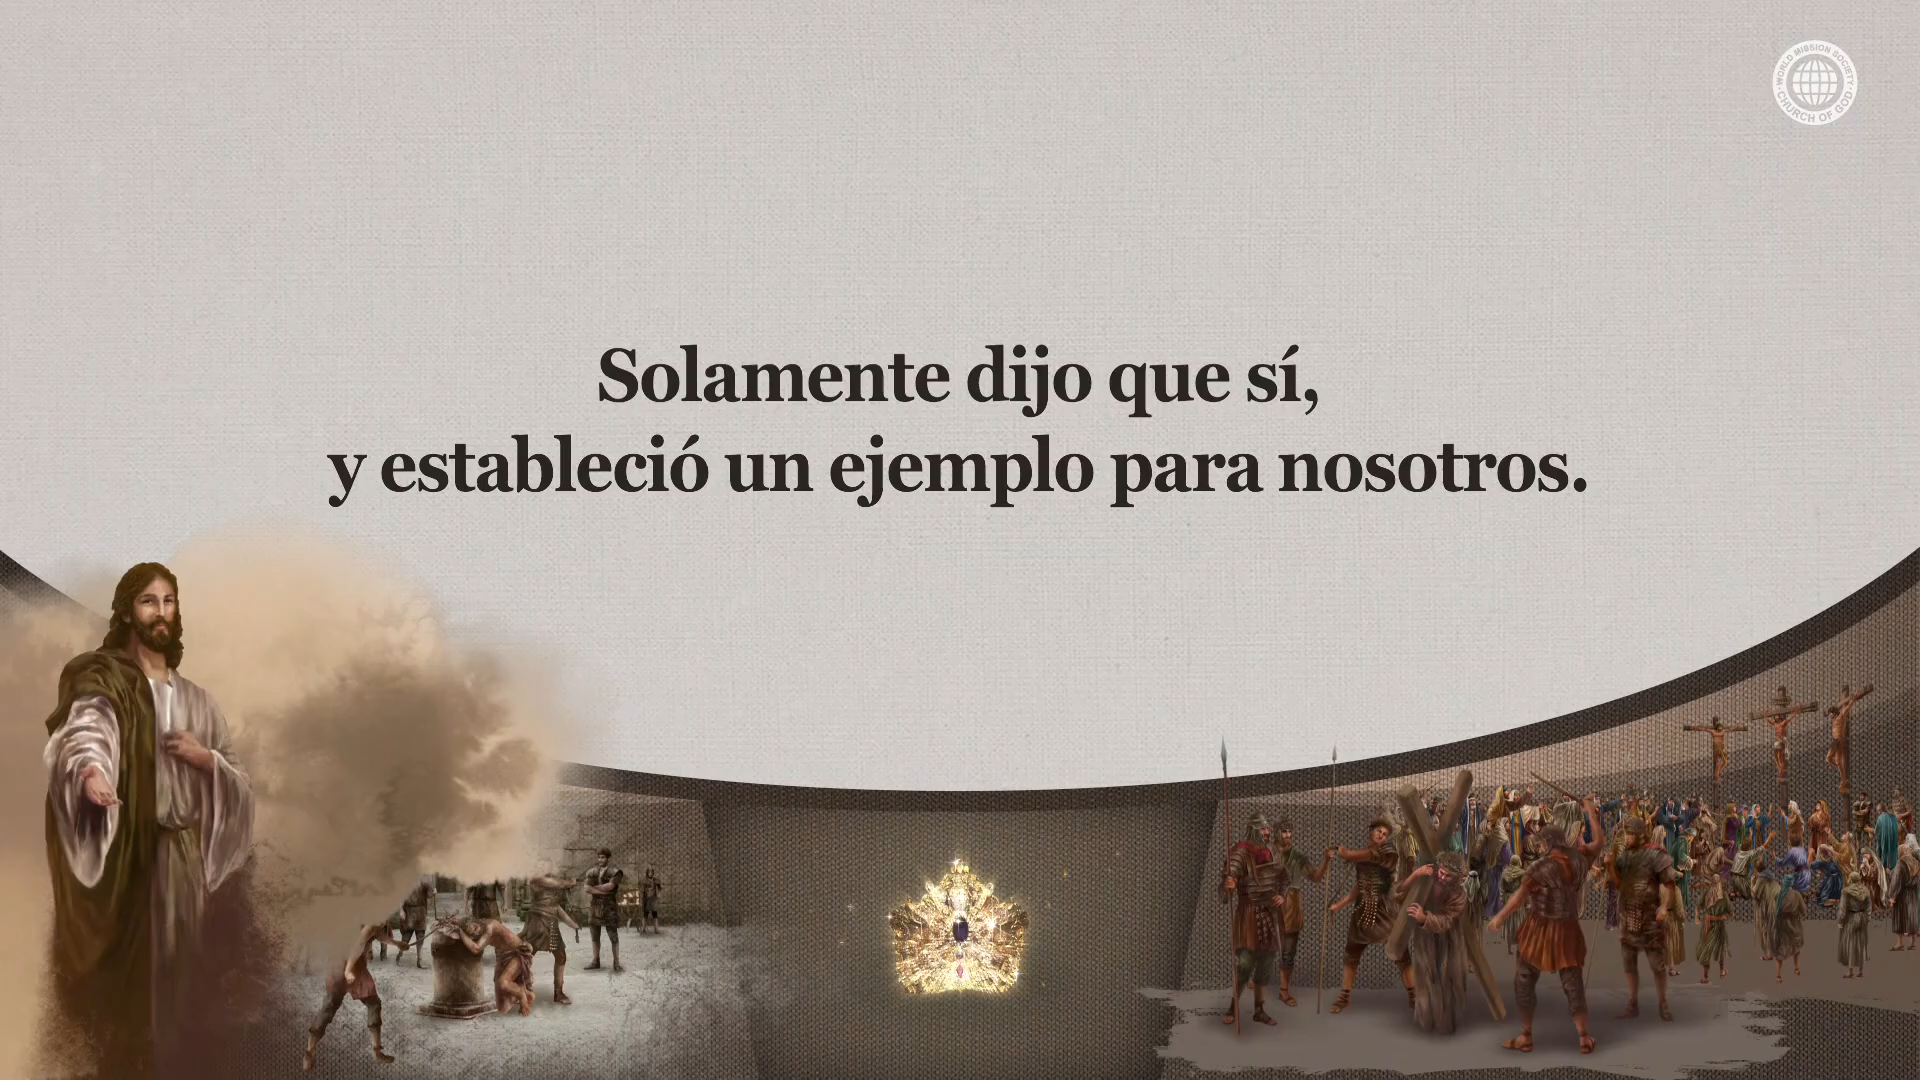 WORLD MISSION SOCIETY
CHURCH OF GOD
Solamente dijo que sí,
y estableció un ejemplo para nosotros.